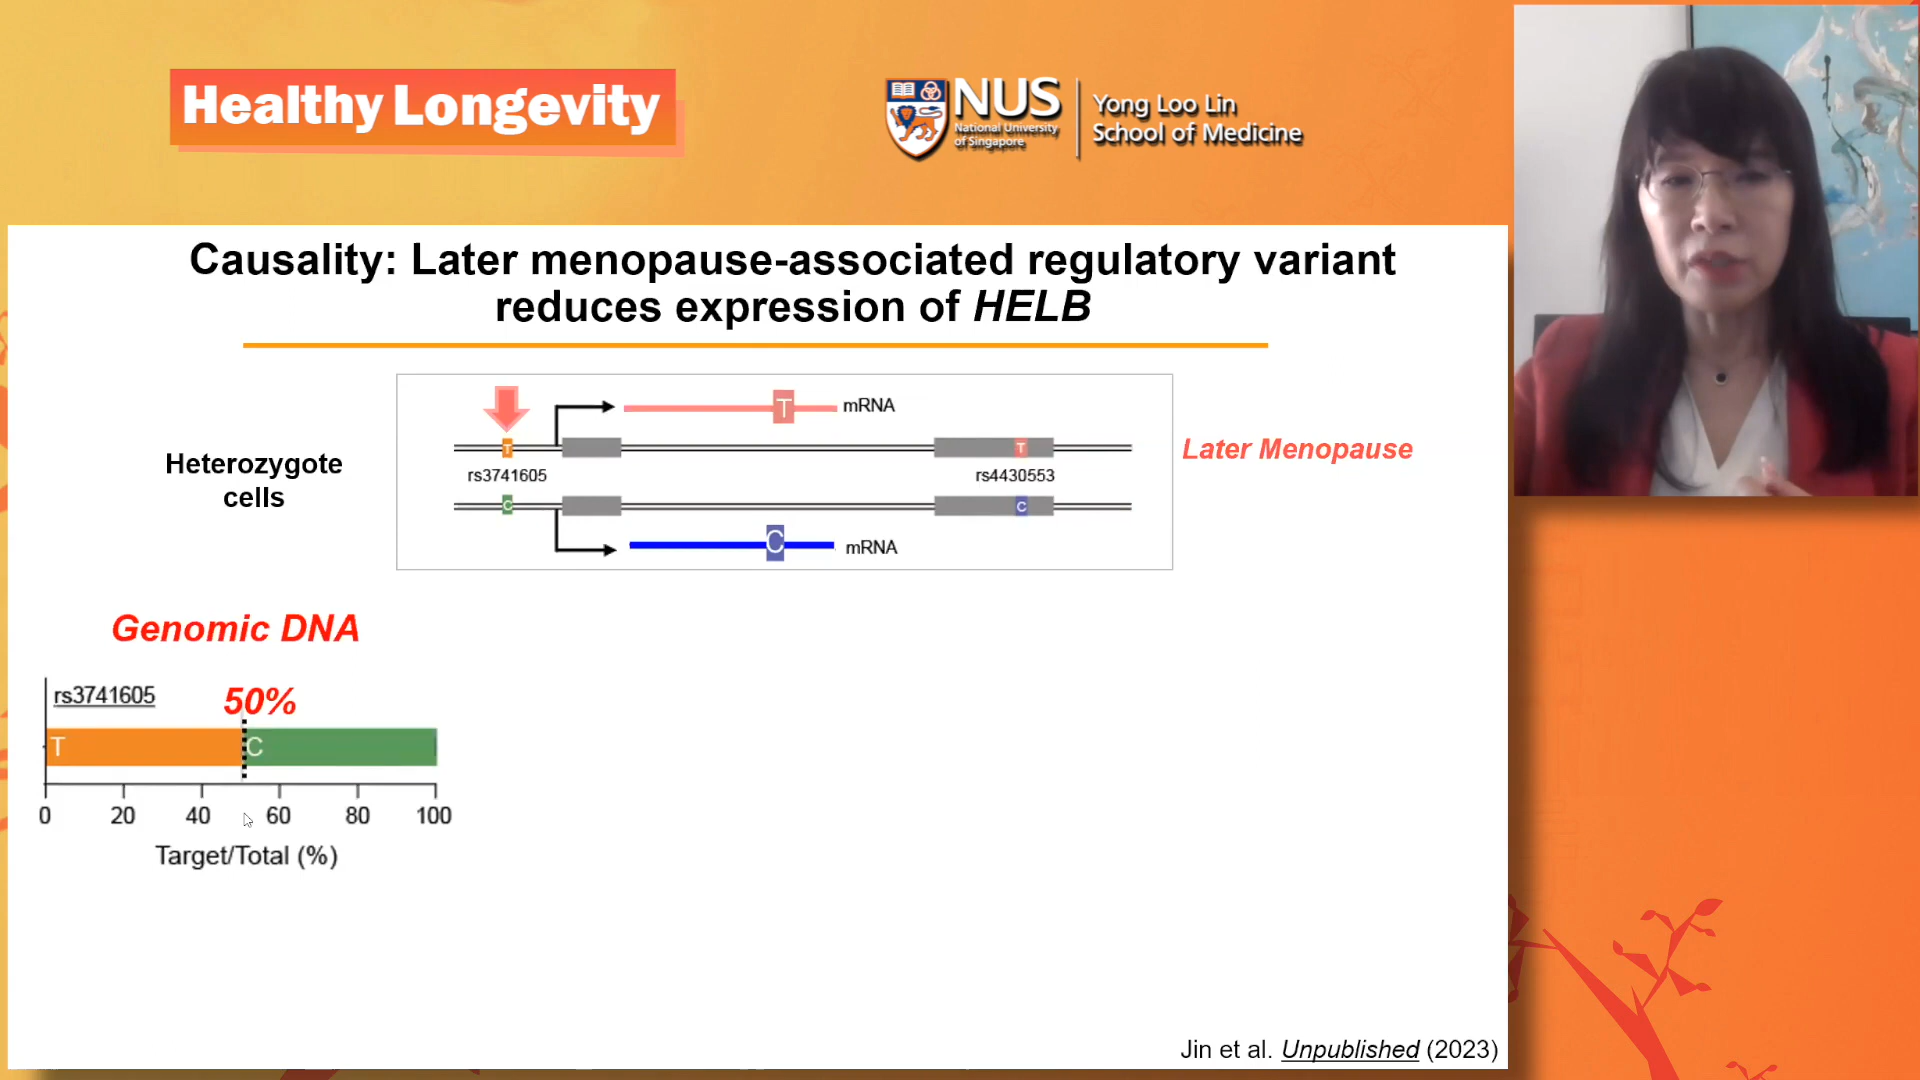 Healthy Longevity
NUS
National University
of Singapore
Yong Loo Lin
School of Medicine
Causality: Later menopause-associated regulatory variant
reduces expression of HELB
T
mRNA
Heterozygote
cells
T
T
rs3741605
rs4430553
Later Menopause
C
C
C
mRNA
Genomic DNA
rs3741605
50%
T
C
0 20 40 60 80 100
Target/Total (%)
Jin et al. Unpublished (2023)